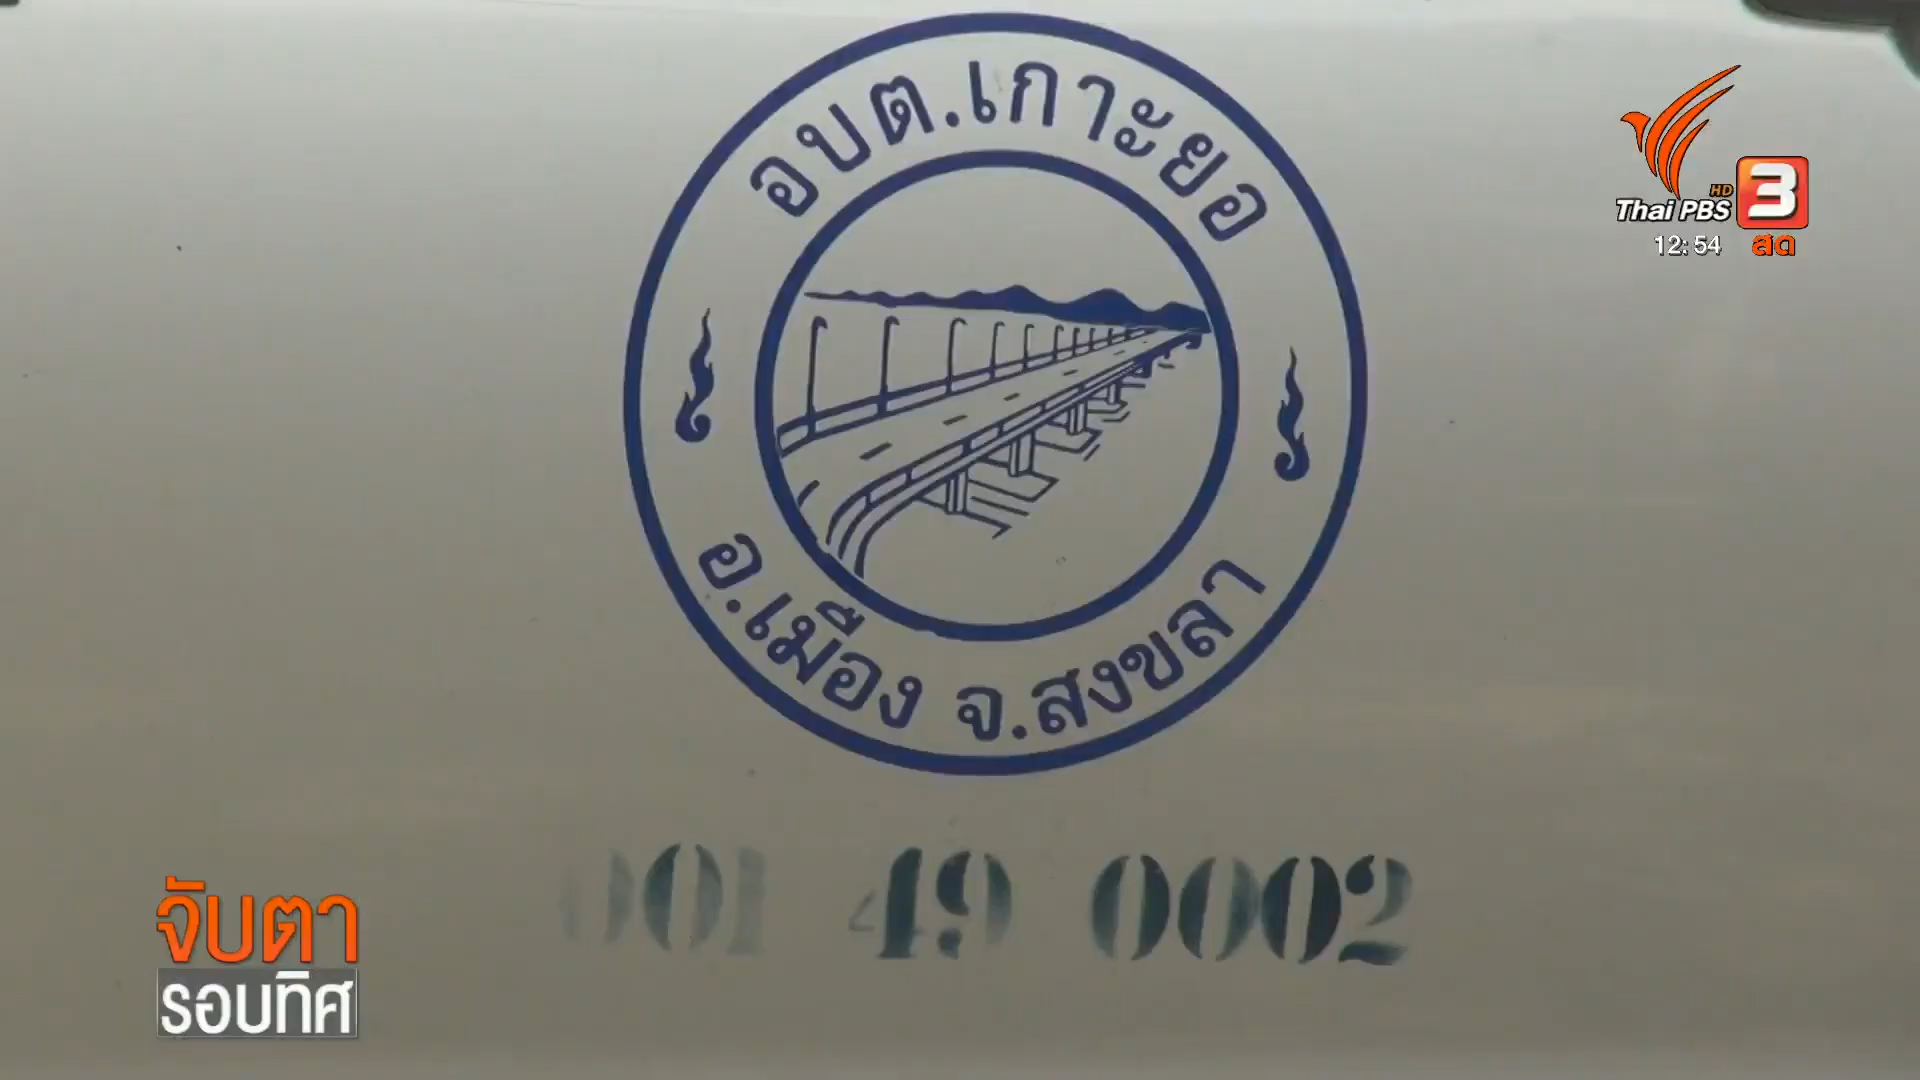 อบต.เกาะยอ
HD
Thai PBS 3
12:54 สด
อ.เมือง จ.สงขลา
001 49 0002
จับตา
รอบทิศ